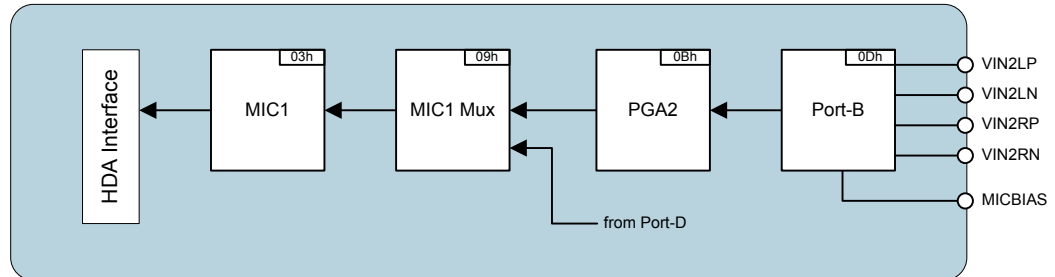 03h
09h
0Bh
0Dh
HDA Interface
MIC1
MIC1 Mux
PGA2
Port-B
VIN2LP
VIN2LN
VIN2RP
VIN2RN
MICBIAS
from Port-D